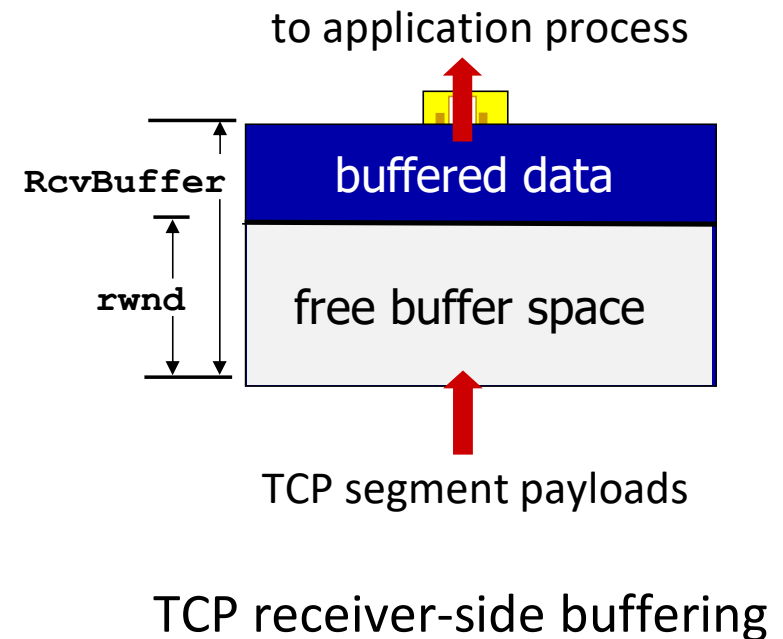 to application process
RcvBuffer
buffered data
rwnd
free buffer space
TCP segment payloads
TCP receiver-side buffering